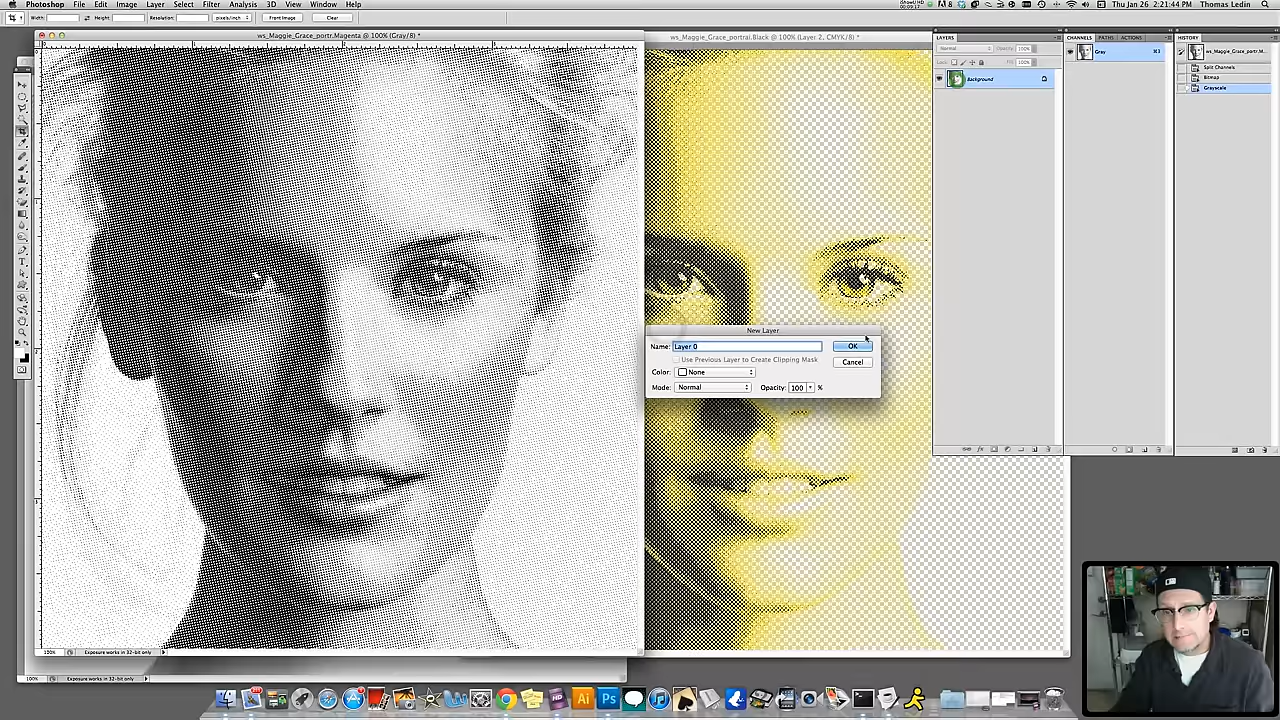 Photoshop File Edit Image Layer Select Filter Analysis 3D View Window Help
Thu Jan 26 2:21:44 PM Thomas Ledin
Width: Height: Resolution: pixels/inch Front Image Clear
ws_Maggie_Grace_portr.Magenta @ 100% (Gray/8) *
ws_Maggie_Grace_portrai.Black @ 100% (Layer 2, CMYK/8) *
LAYERS
CHANNELS PATHS ACTIONS
HISTORY
Normal Opacity: 100%
Lock: Fill: 100%
Background
Gray
ws_Maggie_Grace_portr.M...
Split Channels
Bitmap
Grayscale
New Layer
Name: Layer 0
OK
Use Previous Layer to Create Clipping Mask
Cancel
Color: None
Mode: Normal Opacity: 100 %
100% Exposure works in 32-bit only
100% Exposure works in 32-bit only
Ai Ps